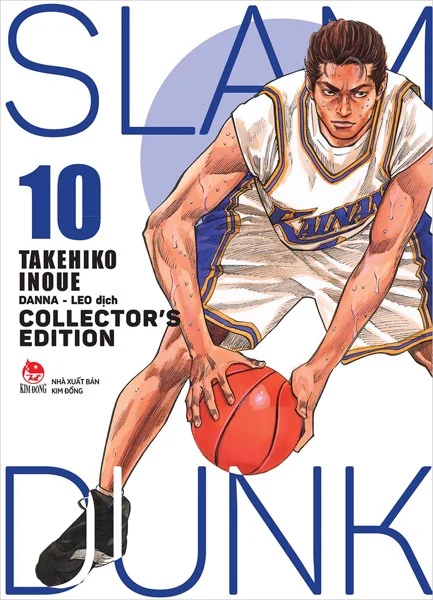 SLAM
10
TAKEHIKO
INOUE
DANNA - LEO dịch
COLLECTOR'S
EDITION
KAINAN
KIM ĐỒNG
NHÀ XUẤT BẢN
KIM ĐỒNG
DUNK